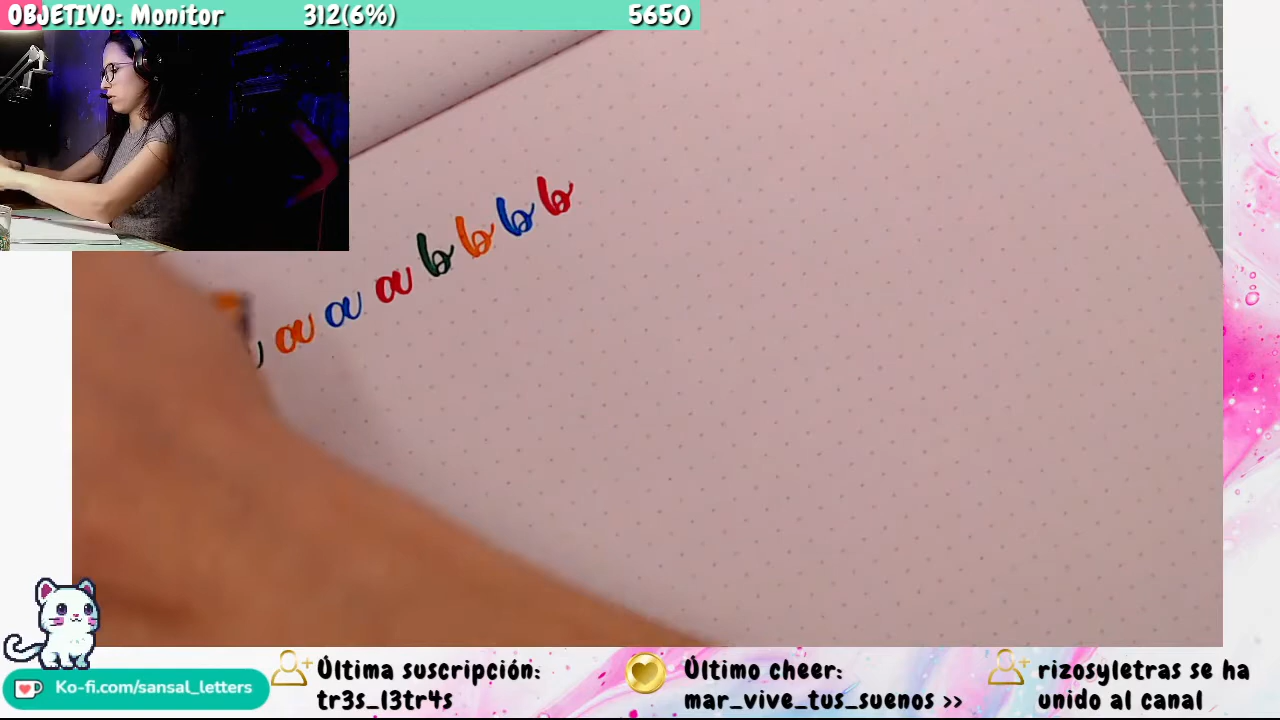 OBJETIVO: Monitor 312(6%) 5650
a a a b b b b
Ko-fi.com/sansal_letters
Última suscripción:
tr3s_l3tr4s
Último cheer:
mar_vive_tus_suenos >>
rizosyletras se ha
unido al canal